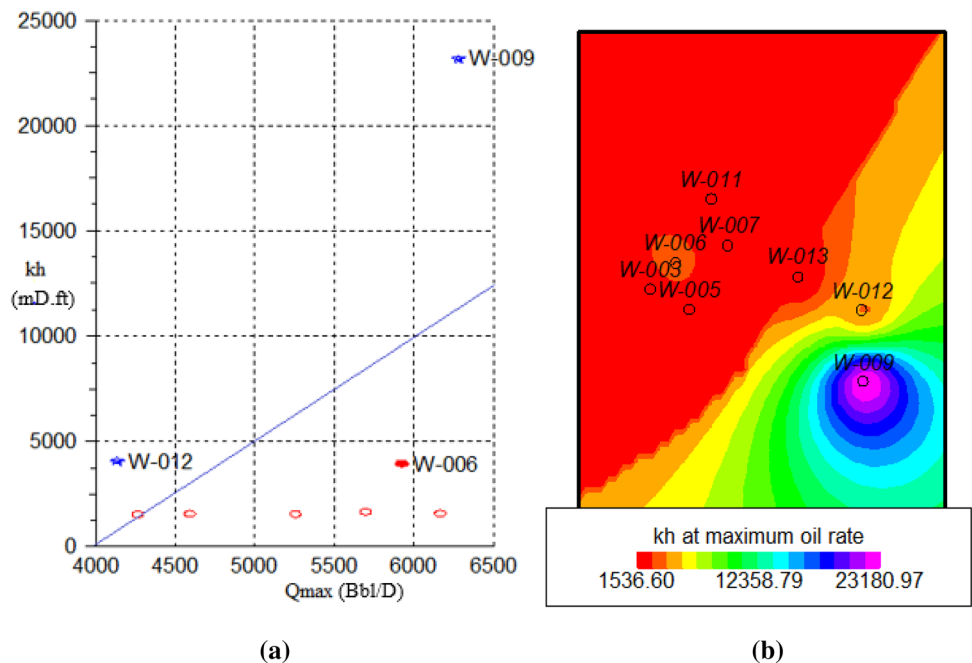 25000
20000
15000
10000
5000
0
kh
(mD.ft)
W-009
W-012
W-006
4000
4500
5000
5500
6000
6500
Qmax (Bbl/D)
(a)
W-011
W-007
W-006
W-013
W-003
W-005
W-012
W-009
kh at maximum oil rate
1536.60 12358.79 23180.97
(b)